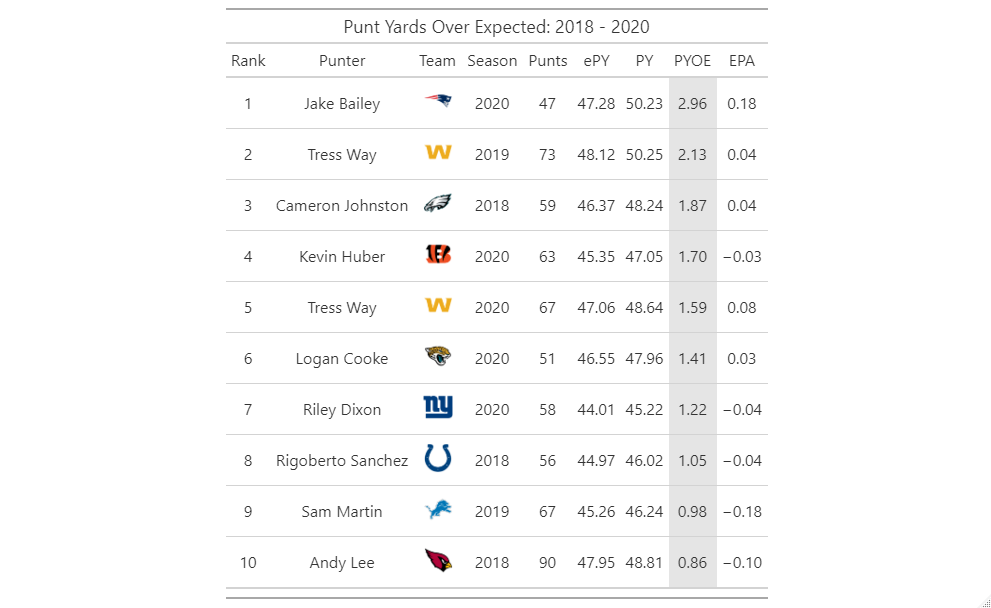 Punt Yards Over Expected: 2018 - 2020
Rank Punter Team Season Punts ePY PY PYOE EPA
1 Jake Bailey 2020 47 47.28 50.23 2.96 0.18
2 Tress Way W 2019 73 48.12 50.25 2.13 0.04
3 Cameron Johnston 2018 59 46.37 48.24 1.87 0.04
4 Kevin Huber 2020 63 45.35 47.05 1.70 −0.03
5 Tress Way W 2020 67 47.06 48.64 1.59 0.08
6 Logan Cooke 2020 51 46.55 47.96 1.41 0.03
7 Riley Dixon ny 2020 58 44.01 45.22 1.22 −0.04
8 Rigoberto Sanchez 2018 56 44.97 46.02 1.05 −0.04
9 Sam Martin 2019 67 45.26 46.24 0.98 −0.18
10 Andy Lee 2018 90 47.95 48.81 0.86 −0.10